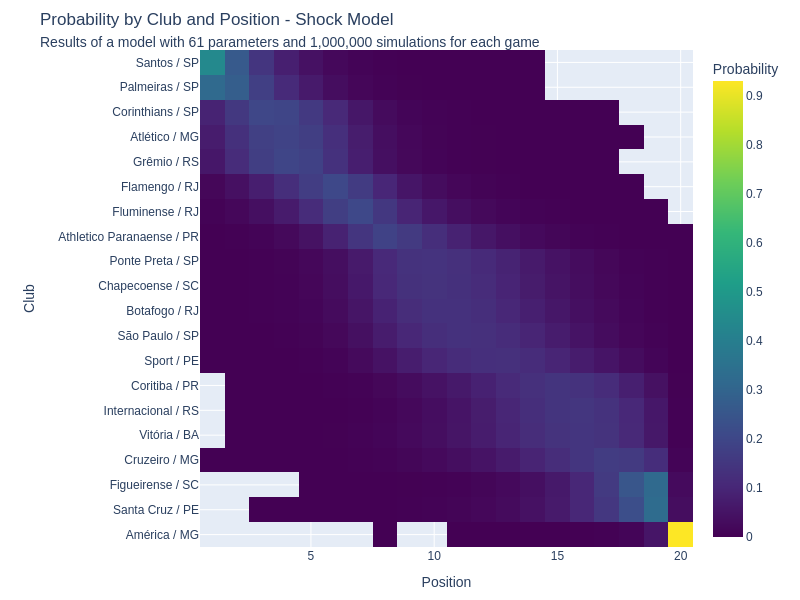 Probability by Club and Position - Shock Model
Results of a model with 61 parameters and 1,000,000 simulations for each game
Probability
Santos / SP
Palmeiras / SP
Corinthians / SP
Atlético / MG
Grêmio / RS
Flamengo / RJ
Fluminense / RJ
Athletico Paranaense / PR
Ponte Preta / SP
Chapecoense / SC
Botafogo / RJ
São Paulo / SP
Sport / PE
Coritiba / PR
Internacional / RS
Vitória / BA
Cruzeiro / MG
Figueirense / SC
Santa Cruz / PE
América / MG
Club
5
10
15
20
Position
0.9
0.8
0.7
0.6
0.5
0.4
0.3
0.2
0.1
0